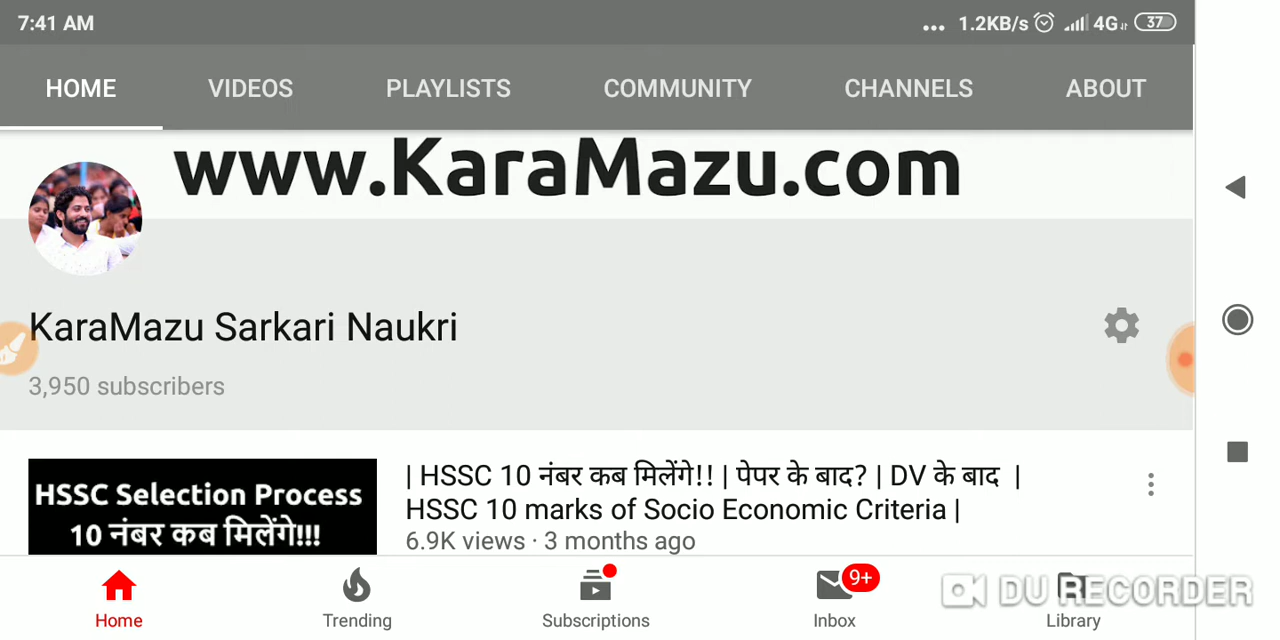 7:41 AM
... 1.2KB/s 4G 37
HOME VIDEOS PLAYLISTS COMMUNITY CHANNELS ABOUT
www.KaraMazu.com
KaraMazu Sarkari Naukri
3,950 subscribers
HSSC Selection Process
10 नंबर कब मिलेंगे!!!
| HSSC 10 नंबर कब मिलेंगे!! | पेपर के बाद? | DV के बाद |
HSSC 10 marks of Socio Economic Criteria |
6.9K views · 3 months ago
9+
Home Trending Subscriptions Inbox Library
DU RECORDER